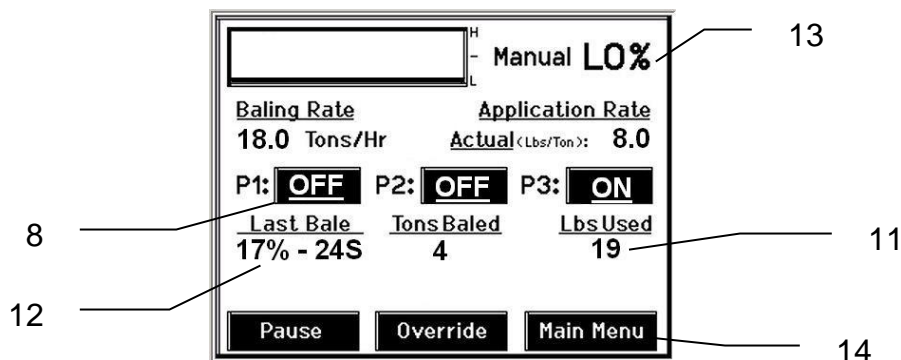 H
-
L
Manual LO%
13
Baling Rate Application Rate
18.0 Tons/Hr Actual (Lbs/Ton): 8.0
P1: OFF P2: OFF P3: ON
8
Last Bale Tons Baled Lbs Used
11
17% - 24S 4 19
12
Pause Override Main Menu
14